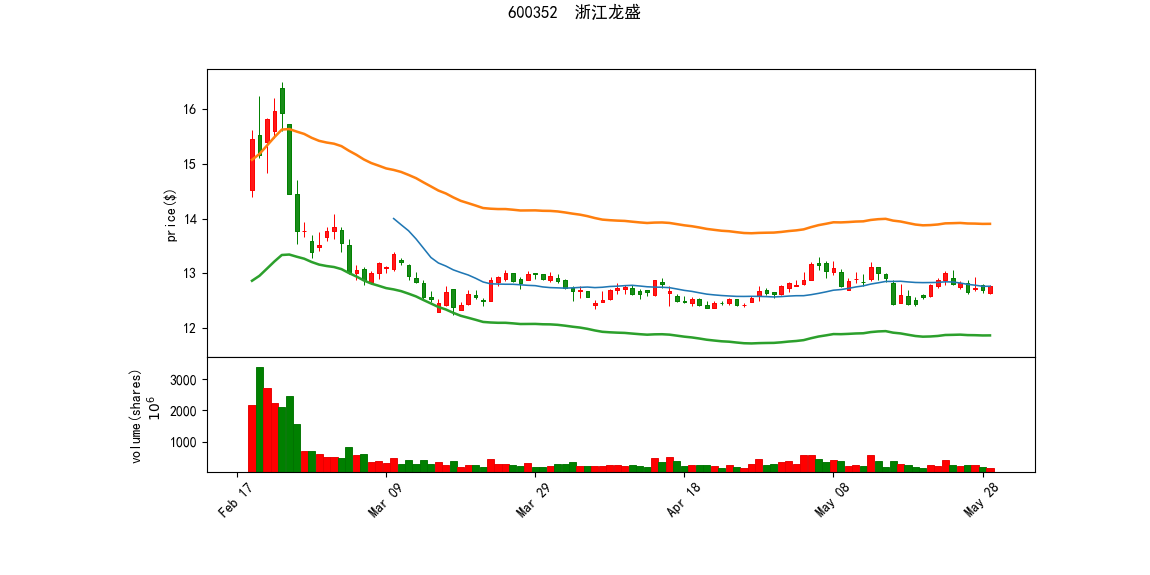 600352 浙江龙盛
price($)
16
15
14
13
12
volume(shares)
10^6
3000
2000
1000
Feb 17
Mar 09
Mar 29
Apr 18
May 08
May 28